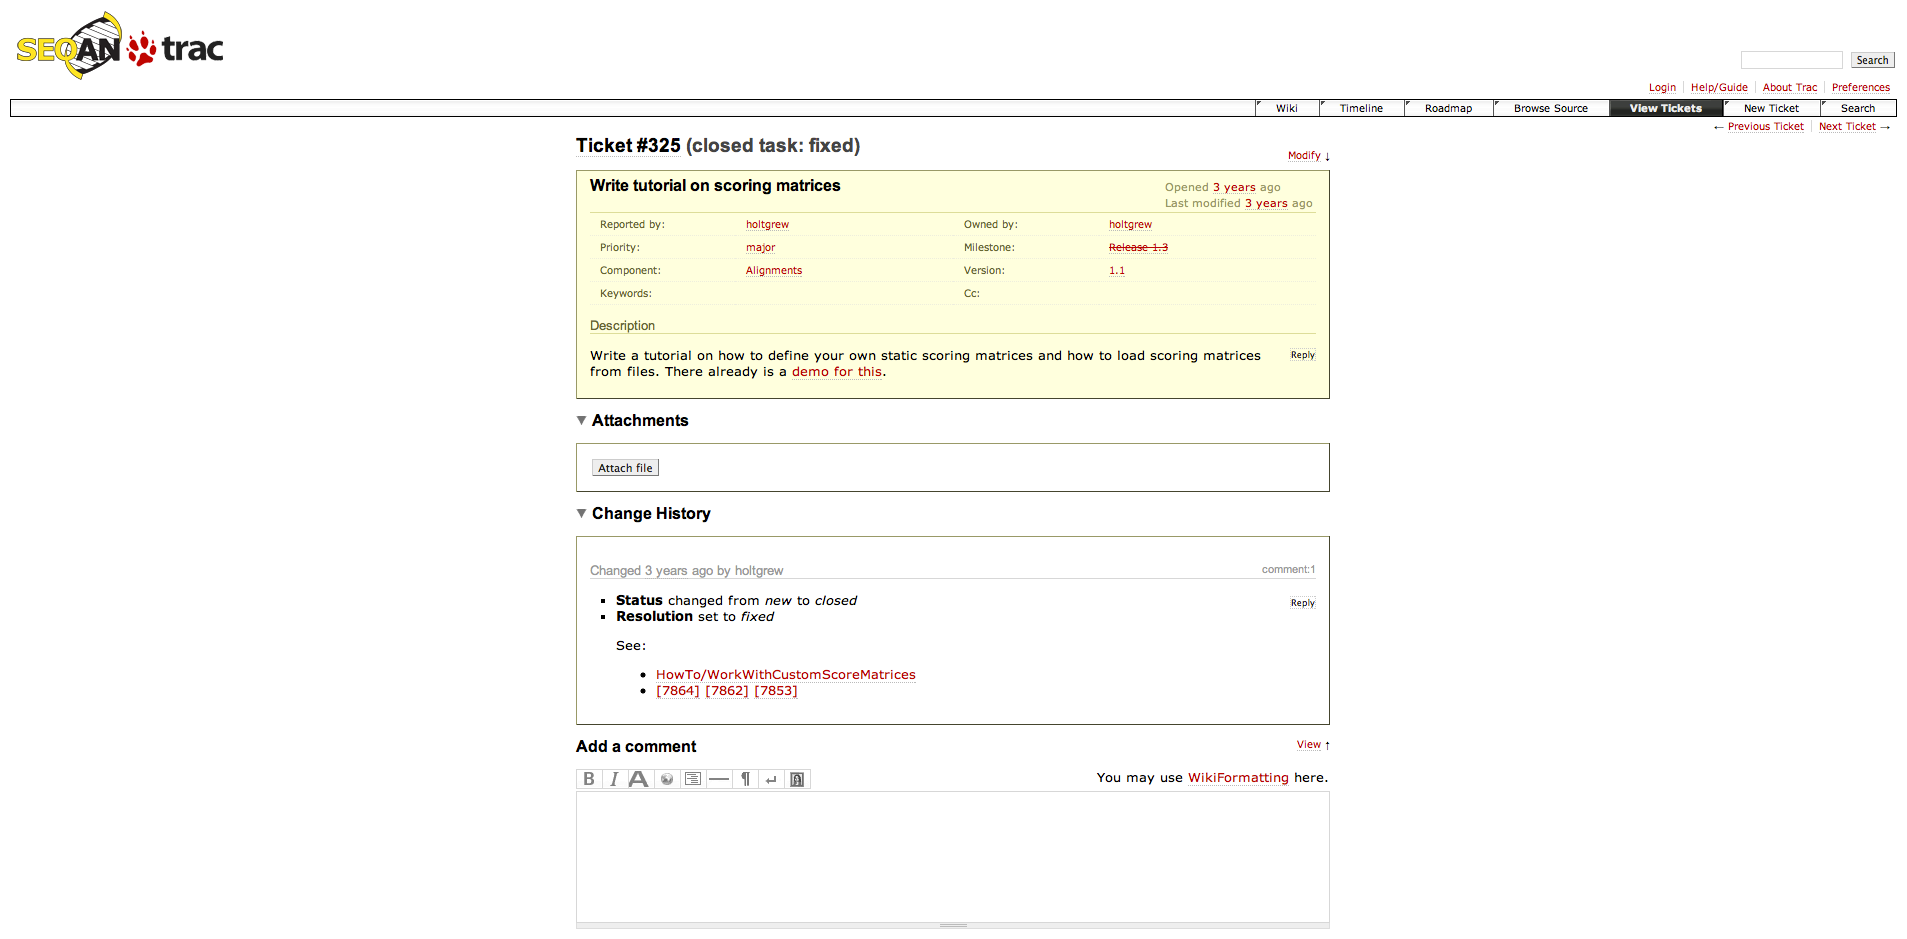 SEQAN trac
Search
Login Help/Guide About Trac Preferences
Wiki Timeline Roadmap Browse Source View Tickets New Ticket Search
← Previous Ticket Next Ticket →
Ticket #325 (closed task: fixed)
Modify ↓
Write tutorial on scoring matrices
Opened 3 years ago
Last modified 3 years ago
Reported by: holtgrew Owned by: holtgrew
Priority: major Milestone: Release 1.3
Component: Alignments Version: 1.1
Keywords: Cc:
Description
Write a tutorial on how to define your own static scoring matrices and how to load scoring matrices Reply
from files. There already is a demo for this.
Attachments
Attach file
Change History
Changed 3 years ago by holtgrew comment:1
Status changed from new to closed Reply
Resolution set to fixed
See:
HowTo/WorkWithCustomScoreMatrices
[7864] [7862] [7853]
Add a comment View ↑
B I A ¶ You may use WikiFormatting here.